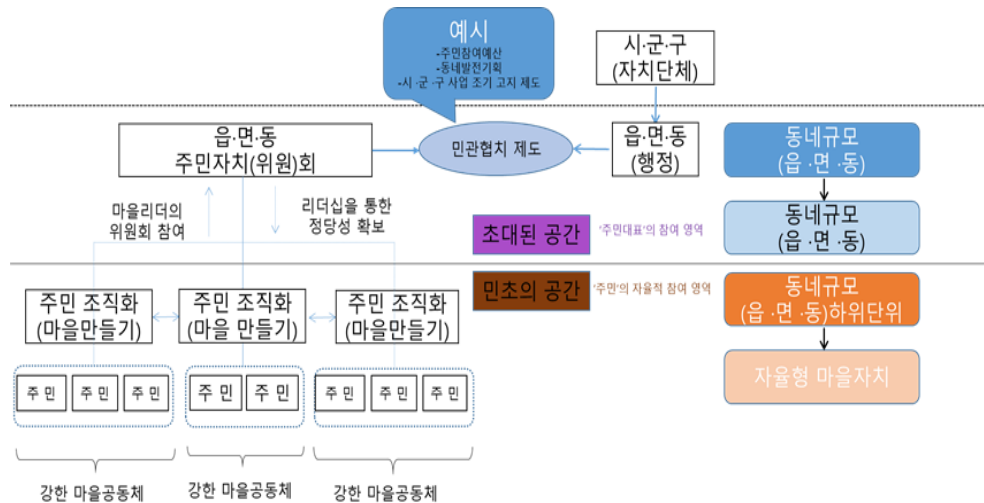 예시
-주민참여예산
-동네발전기획
-시 ·군 ·구 사업 조기 고지 제도
시·군·구
(자치단체)
읍·면·동
주민자치(위원)회
민관협치 제도
읍·면·동
(행정)
동네규모
(읍 ·면 ·동)
마을리더의
위원회 참여
리더십을 통한
정당성 확보
초대된 공간
'주민대표'의 참여 영역
동네규모
(읍 ·면 ·동)
민초의 공간
'주민'의 자율적 참여 영역
동네규모
(읍 ·면 ·동)하위단위
주민 조직화
(마을만들기)
주민 조직화
(마을 만들기)
주민 조직화
(마을만들기)
자율형 마을자치
주 민
주 민
주 민
주 민
주 민
주 민
주 민
주 민
강한 마을공동체
강한 마을공동체
강한 마을공동체